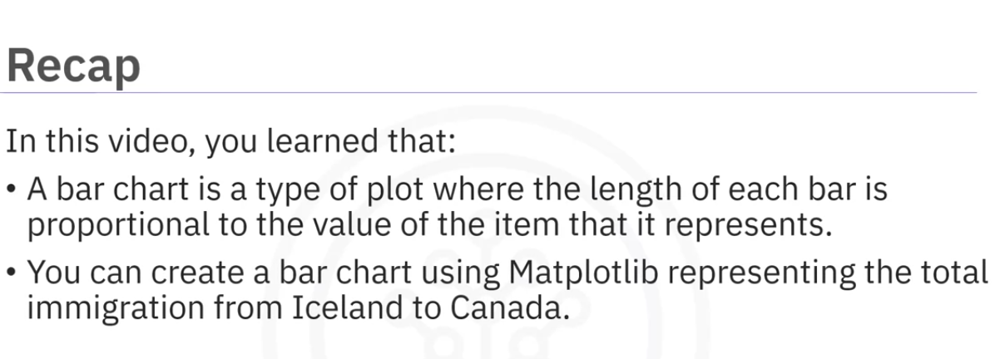 Recap
In this video, you learned that:
• A bar chart is a type of plot where the length of each bar is
proportional to the value of the item that it represents.
• You can create a bar chart using Matplotlib representing the total
immigration from Iceland to Canada.